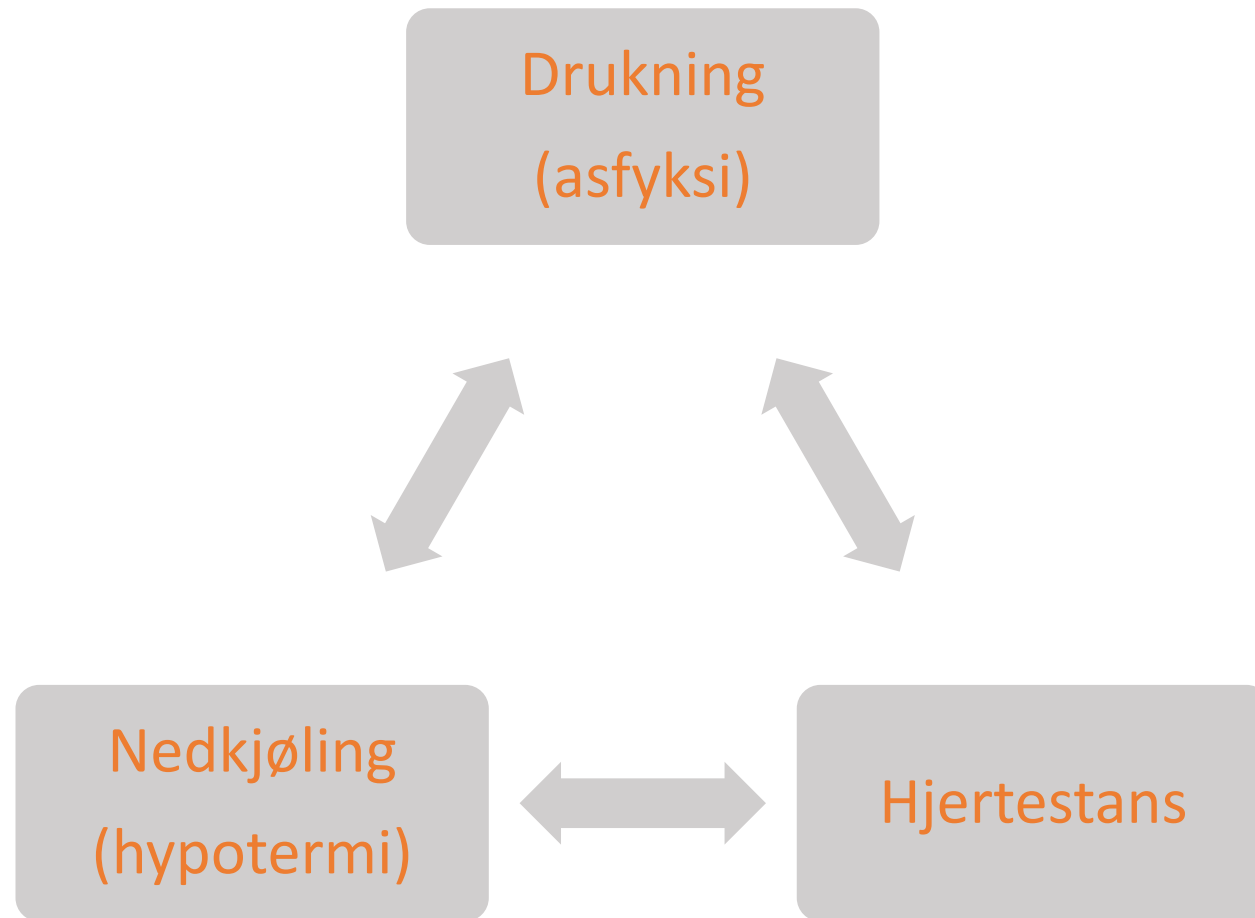 Drukning
(asfyksi)
Nedkjøling
(hypotermi)
Hjertestans